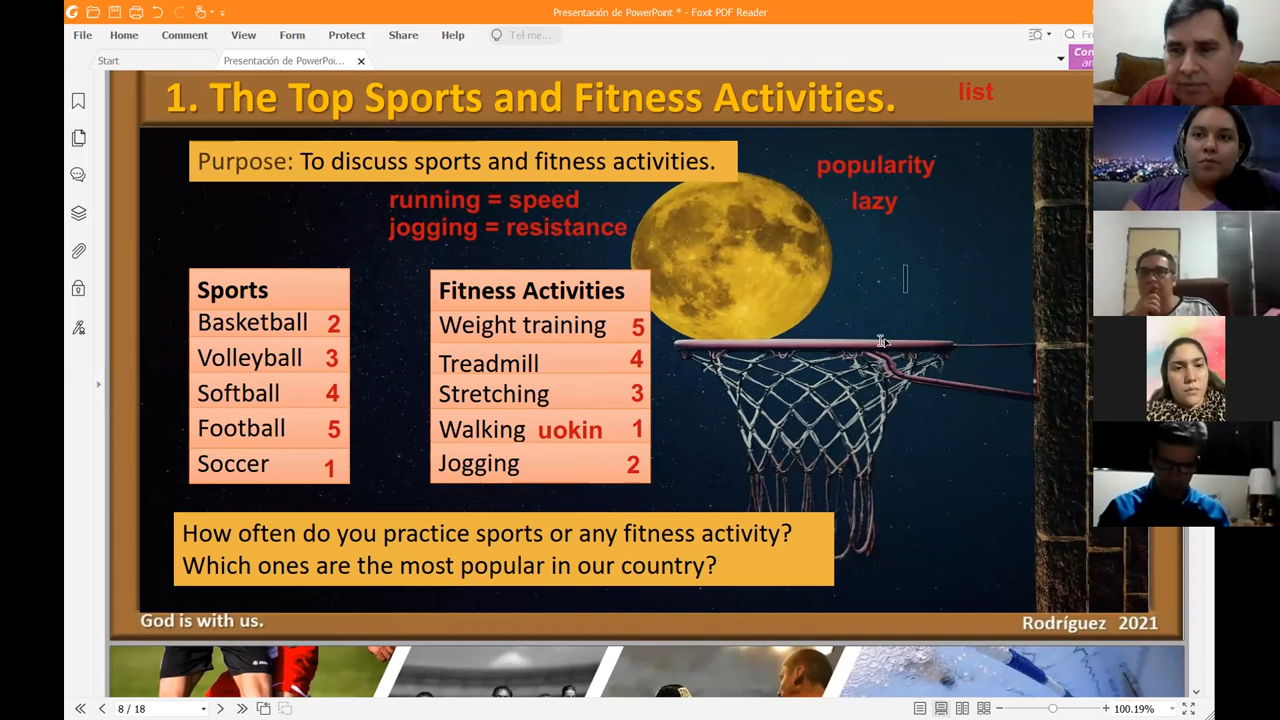 Presentación de PowerPoint * - Foxit PDF Reader
File Home Comment View Form Protect Share Help Tell me...
Start Presentación de PowerPoi...
1. The Top Sports and Fitness Activities.
list
Purpose: To discuss sports and fitness activities.
popularity
lazy
running = speed
jogging = resistance
Sports
Basketball 2
Volleyball 3
Softball 4
Football 5
Soccer 1
Fitness Activities
Weight training 5
Treadmill 4
Stretching 3
Walking uokin 1
Jogging 2
How often do you practice sports or any fitness activity?
Which ones are the most popular in our country?
God is with us.
Rodríguez 2021
8 / 18
100.19%